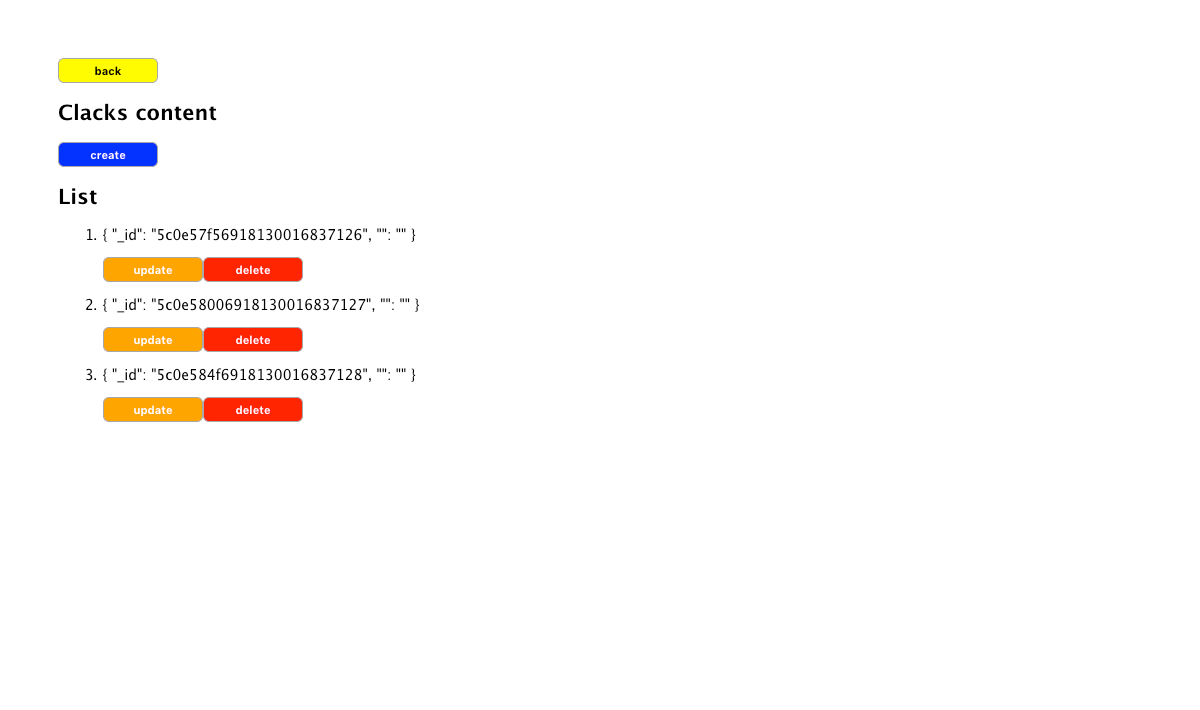 back
Clacks content
create
List
1. { "_id": "5c0e57f56918130016837126", "": "" }
update delete
2. { "_id": "5c0e58006918130016837127", "": "" }
update delete
3. { "_id": "5c0e584f6918130016837128", "": "" }
update delete